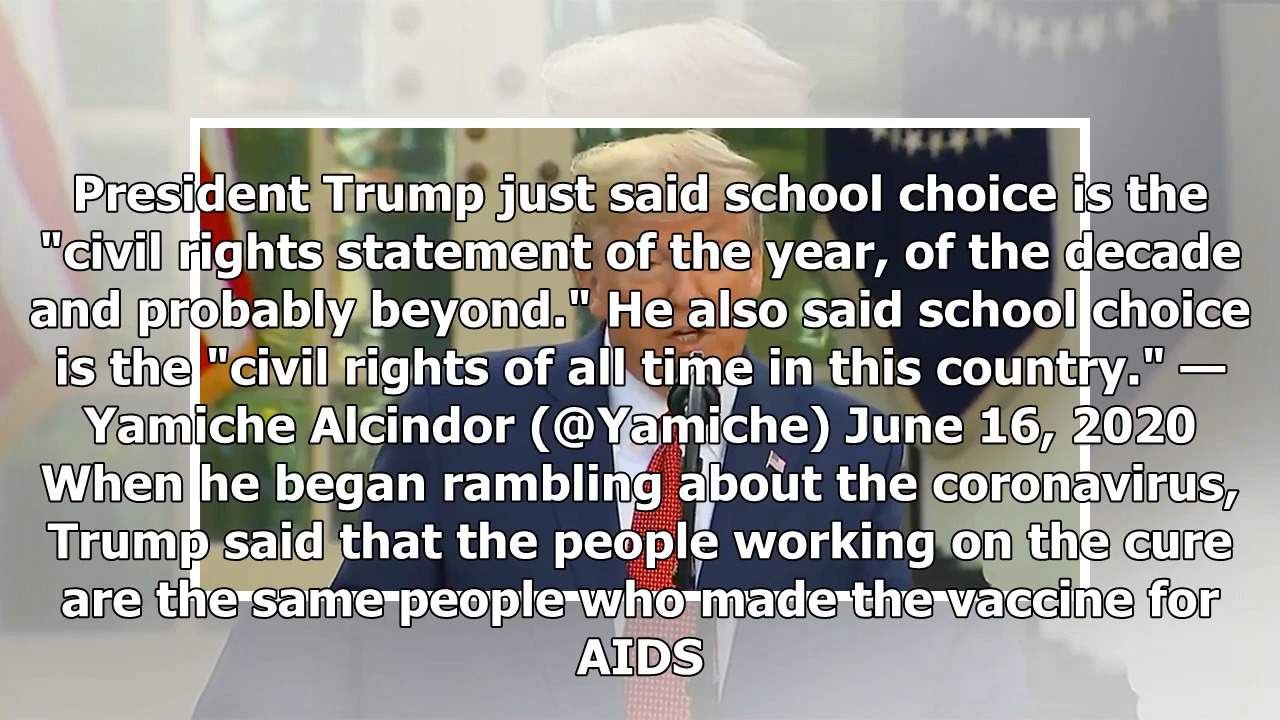 President Trump just said school choice is the
"civil rights statement of the year, of the decade
and probably beyond." He also said school choice
is the "civil rights of all time in this country." —
Yamiche Alcindor (@Yamiche) June 16, 2020
When he began rambling about the coronavirus,
Trump said that the people working on the cure
are the same people who made the vaccine for
AIDS